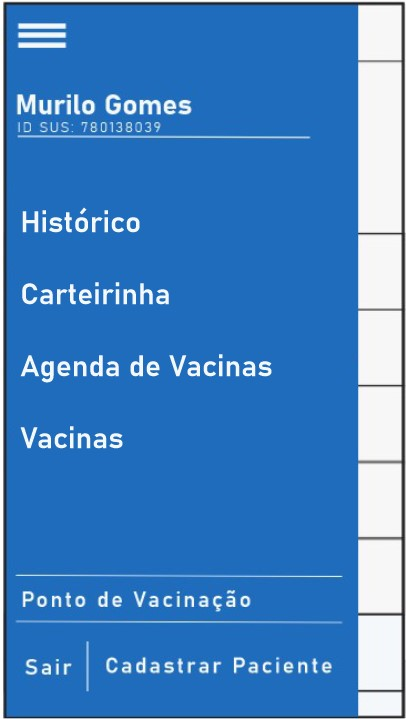 Murilo Gomes
ID SUS: 780138039
Histórico
Carteirinha
Agenda de Vacinas
Vacinas
Ponto de Vacinação
Sair
Cadastrar Paciente